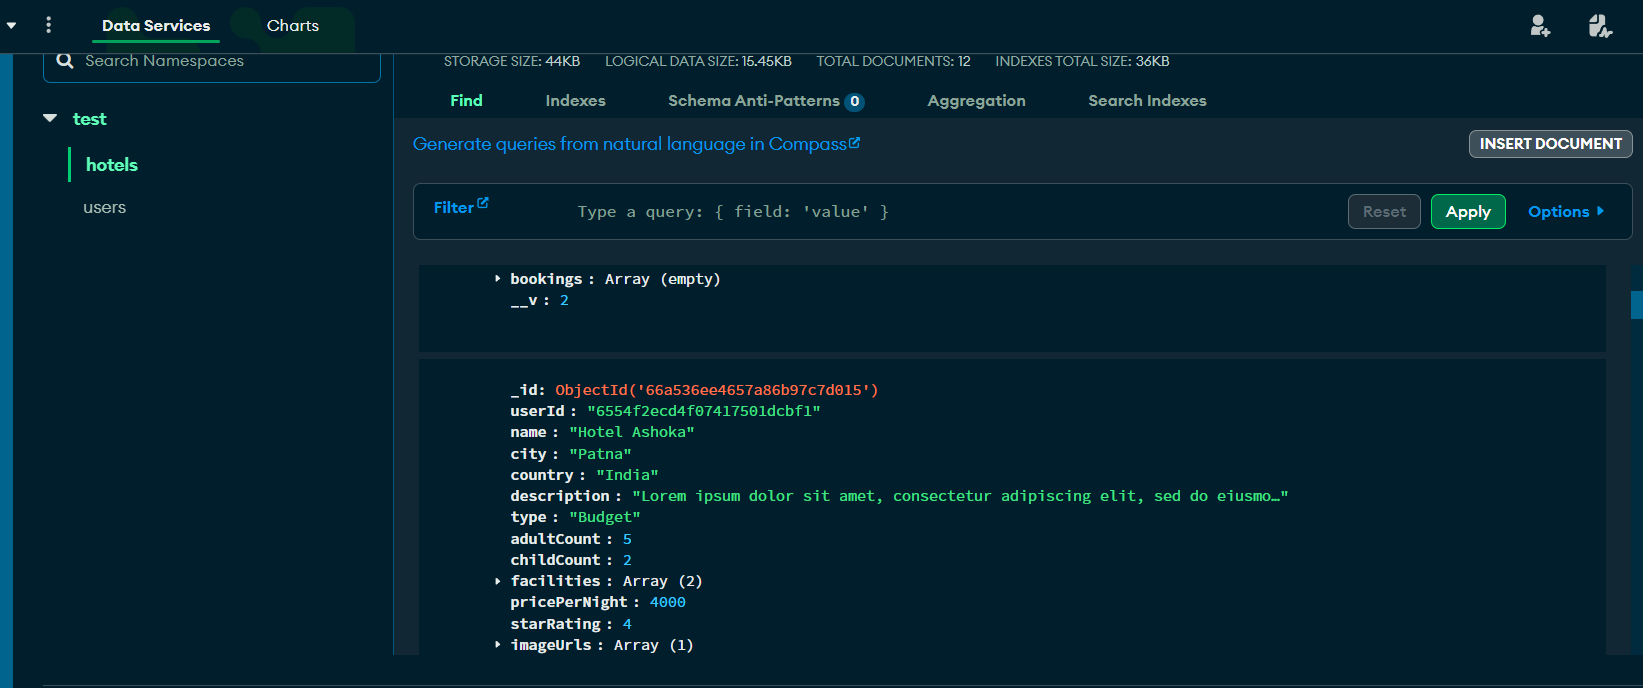 Data Services
Charts
Search Namespaces
STORAGE SIZE: 44KB LOGICAL DATA SIZE: 15.45KB TOTAL DOCUMENTS: 12 INDEXES TOTAL SIZE: 36KB
Find Indexes Schema Anti-Patterns 0 Aggregation Search Indexes
test
hotels
users
Generate queries from natural language in Compass
INSERT DOCUMENT
Filter Type a query: { field: 'value' } Reset Apply Options
bookings : Array (empty)
__v : 2
_id: ObjectId('66a536ee4657a86b97c7d015')
userId : "6554f2ecd4f07417501dcbf1"
name : "Hotel Ashoka"
city : "Patna"
country : "India"
description : "Lorem ipsum dolor sit amet, consectetur adipiscing elit, sed do eiusmo…"
type : "Budget"
adultCount : 5
childCount : 2
facilities : Array (2)
pricePerNight : 4000
starRating : 4
imageUrls : Array (1)